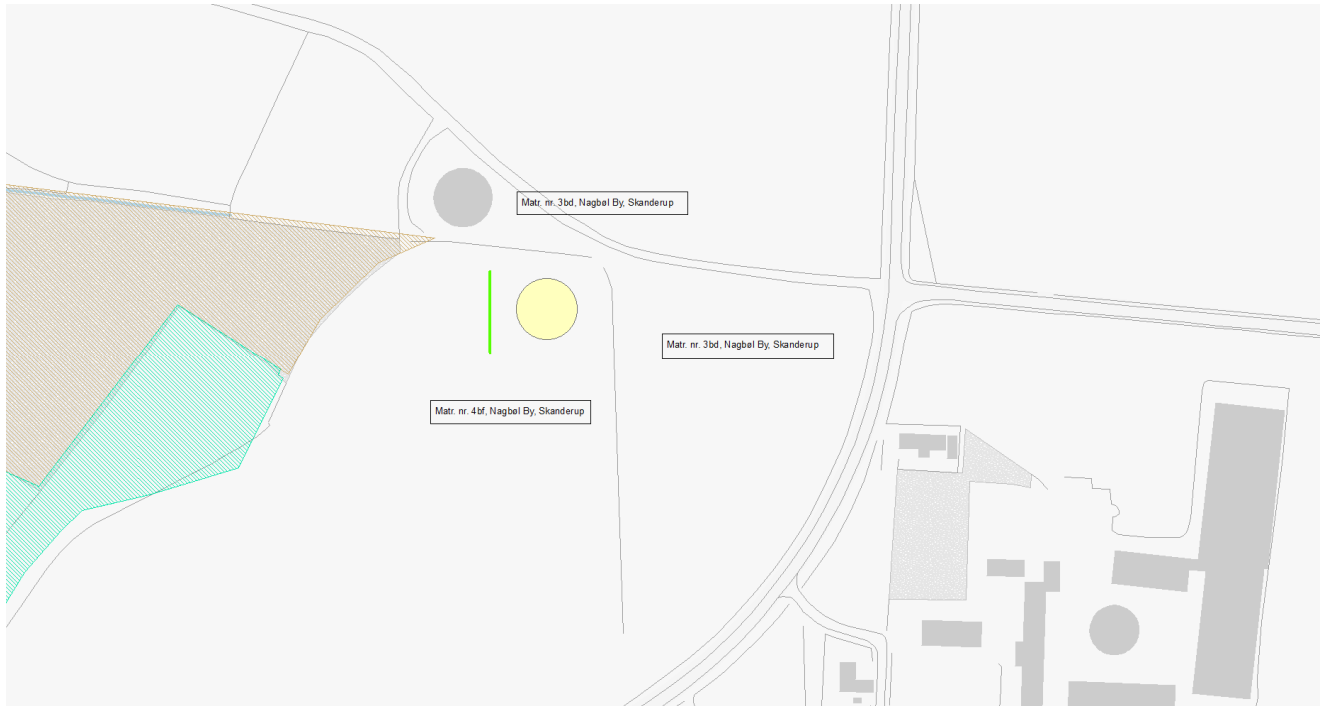 Matr. nr. 3bd, Nagbøl By, Skanderup
Matr. nr. 3bd, Nagbøl By, Skanderup
Matr. nr. 4bf, Nagbøl By, Skanderup